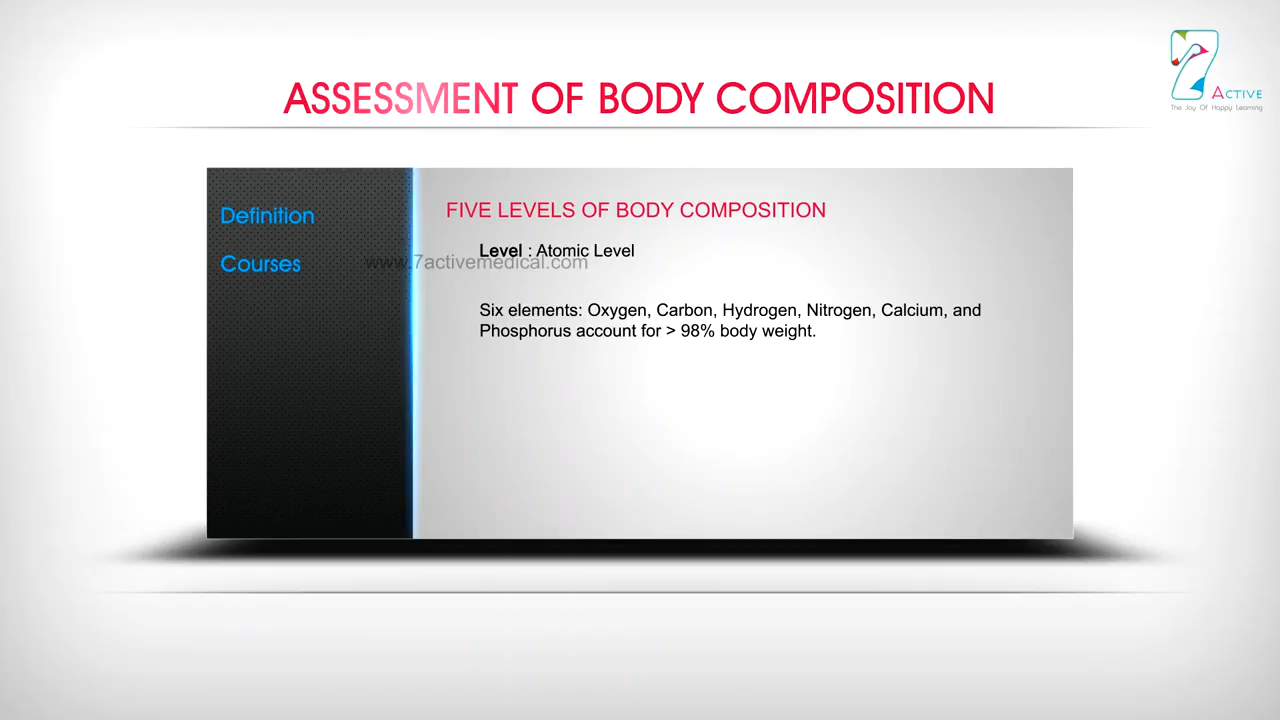 ACTIVE
The Joy Of Happy Learning
ASSESSMENT OF BODY COMPOSITION
Definition
Courses
FIVE LEVELS OF BODY COMPOSITION
Level : Atomic Level
www.7activemedical.com
Six elements: Oxygen, Carbon, Hydrogen, Nitrogen, Calcium, and
Phosphorus account for > 98% body weight.